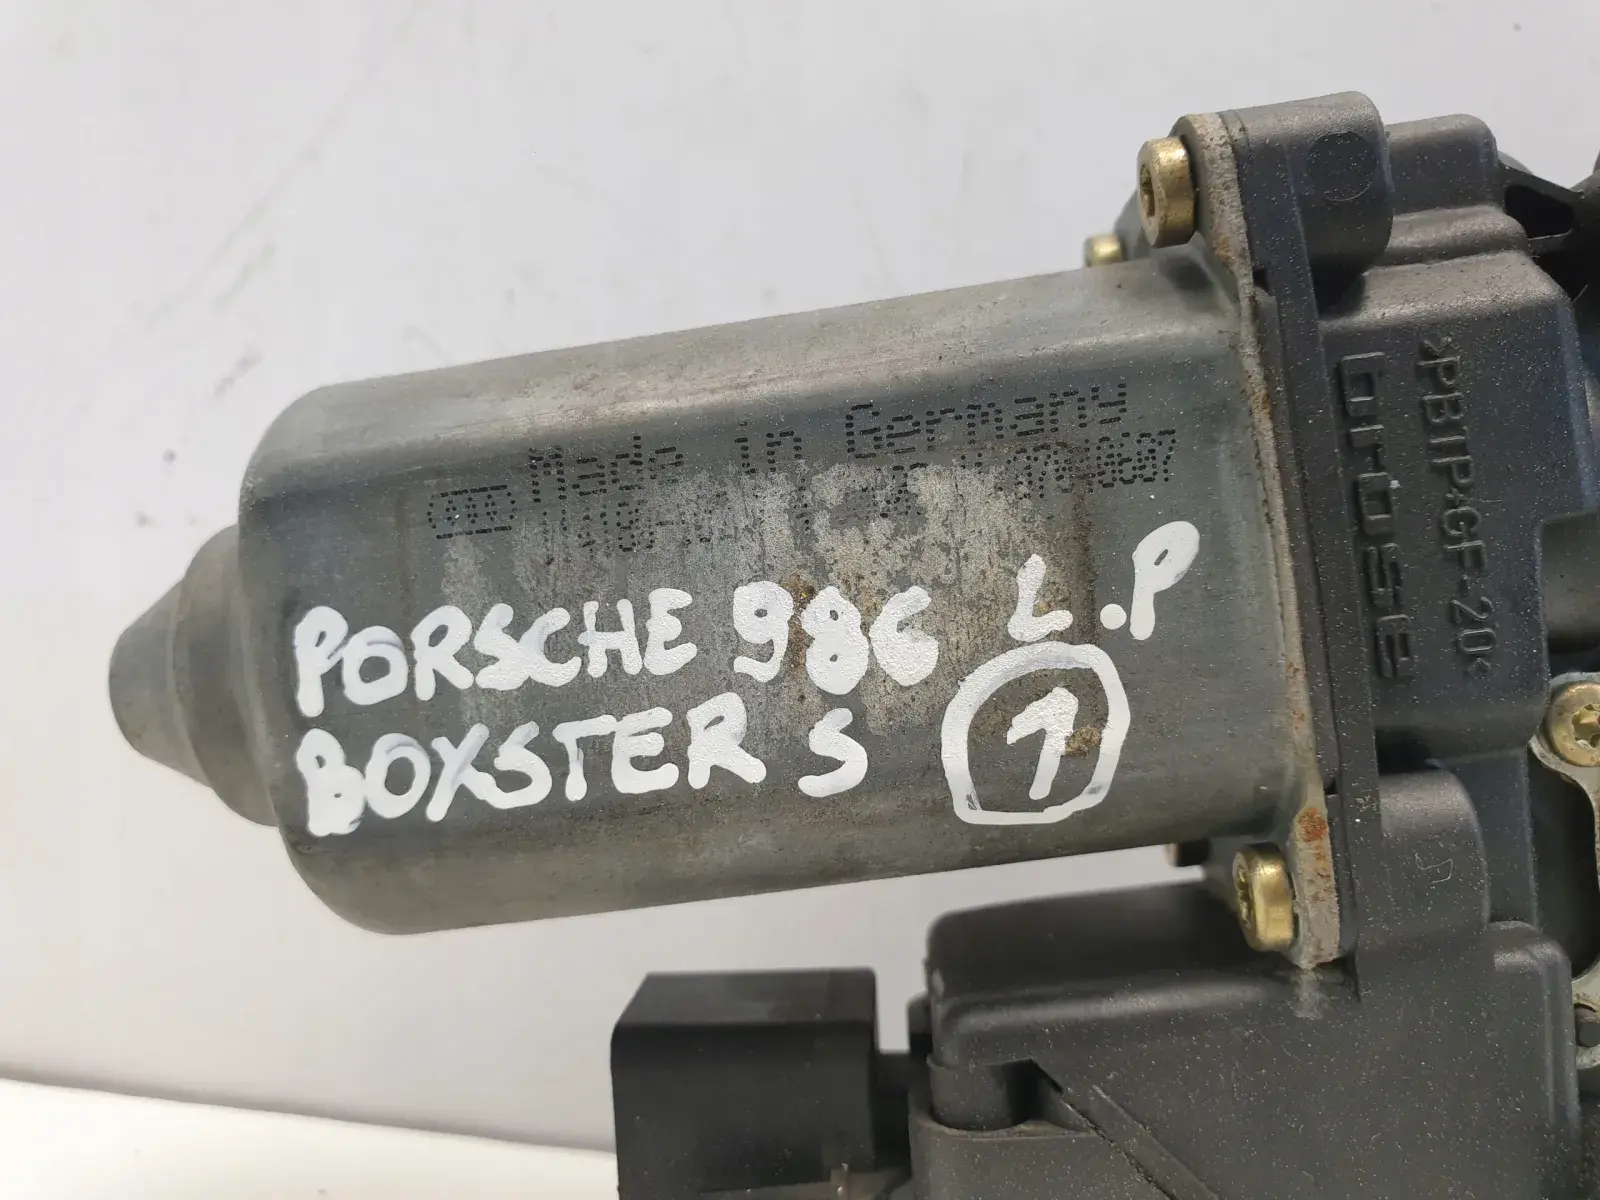 Made in Germany
PORSCHE 986 L.P
BOXSTER S 1
brose
>PBTP-GF-20<